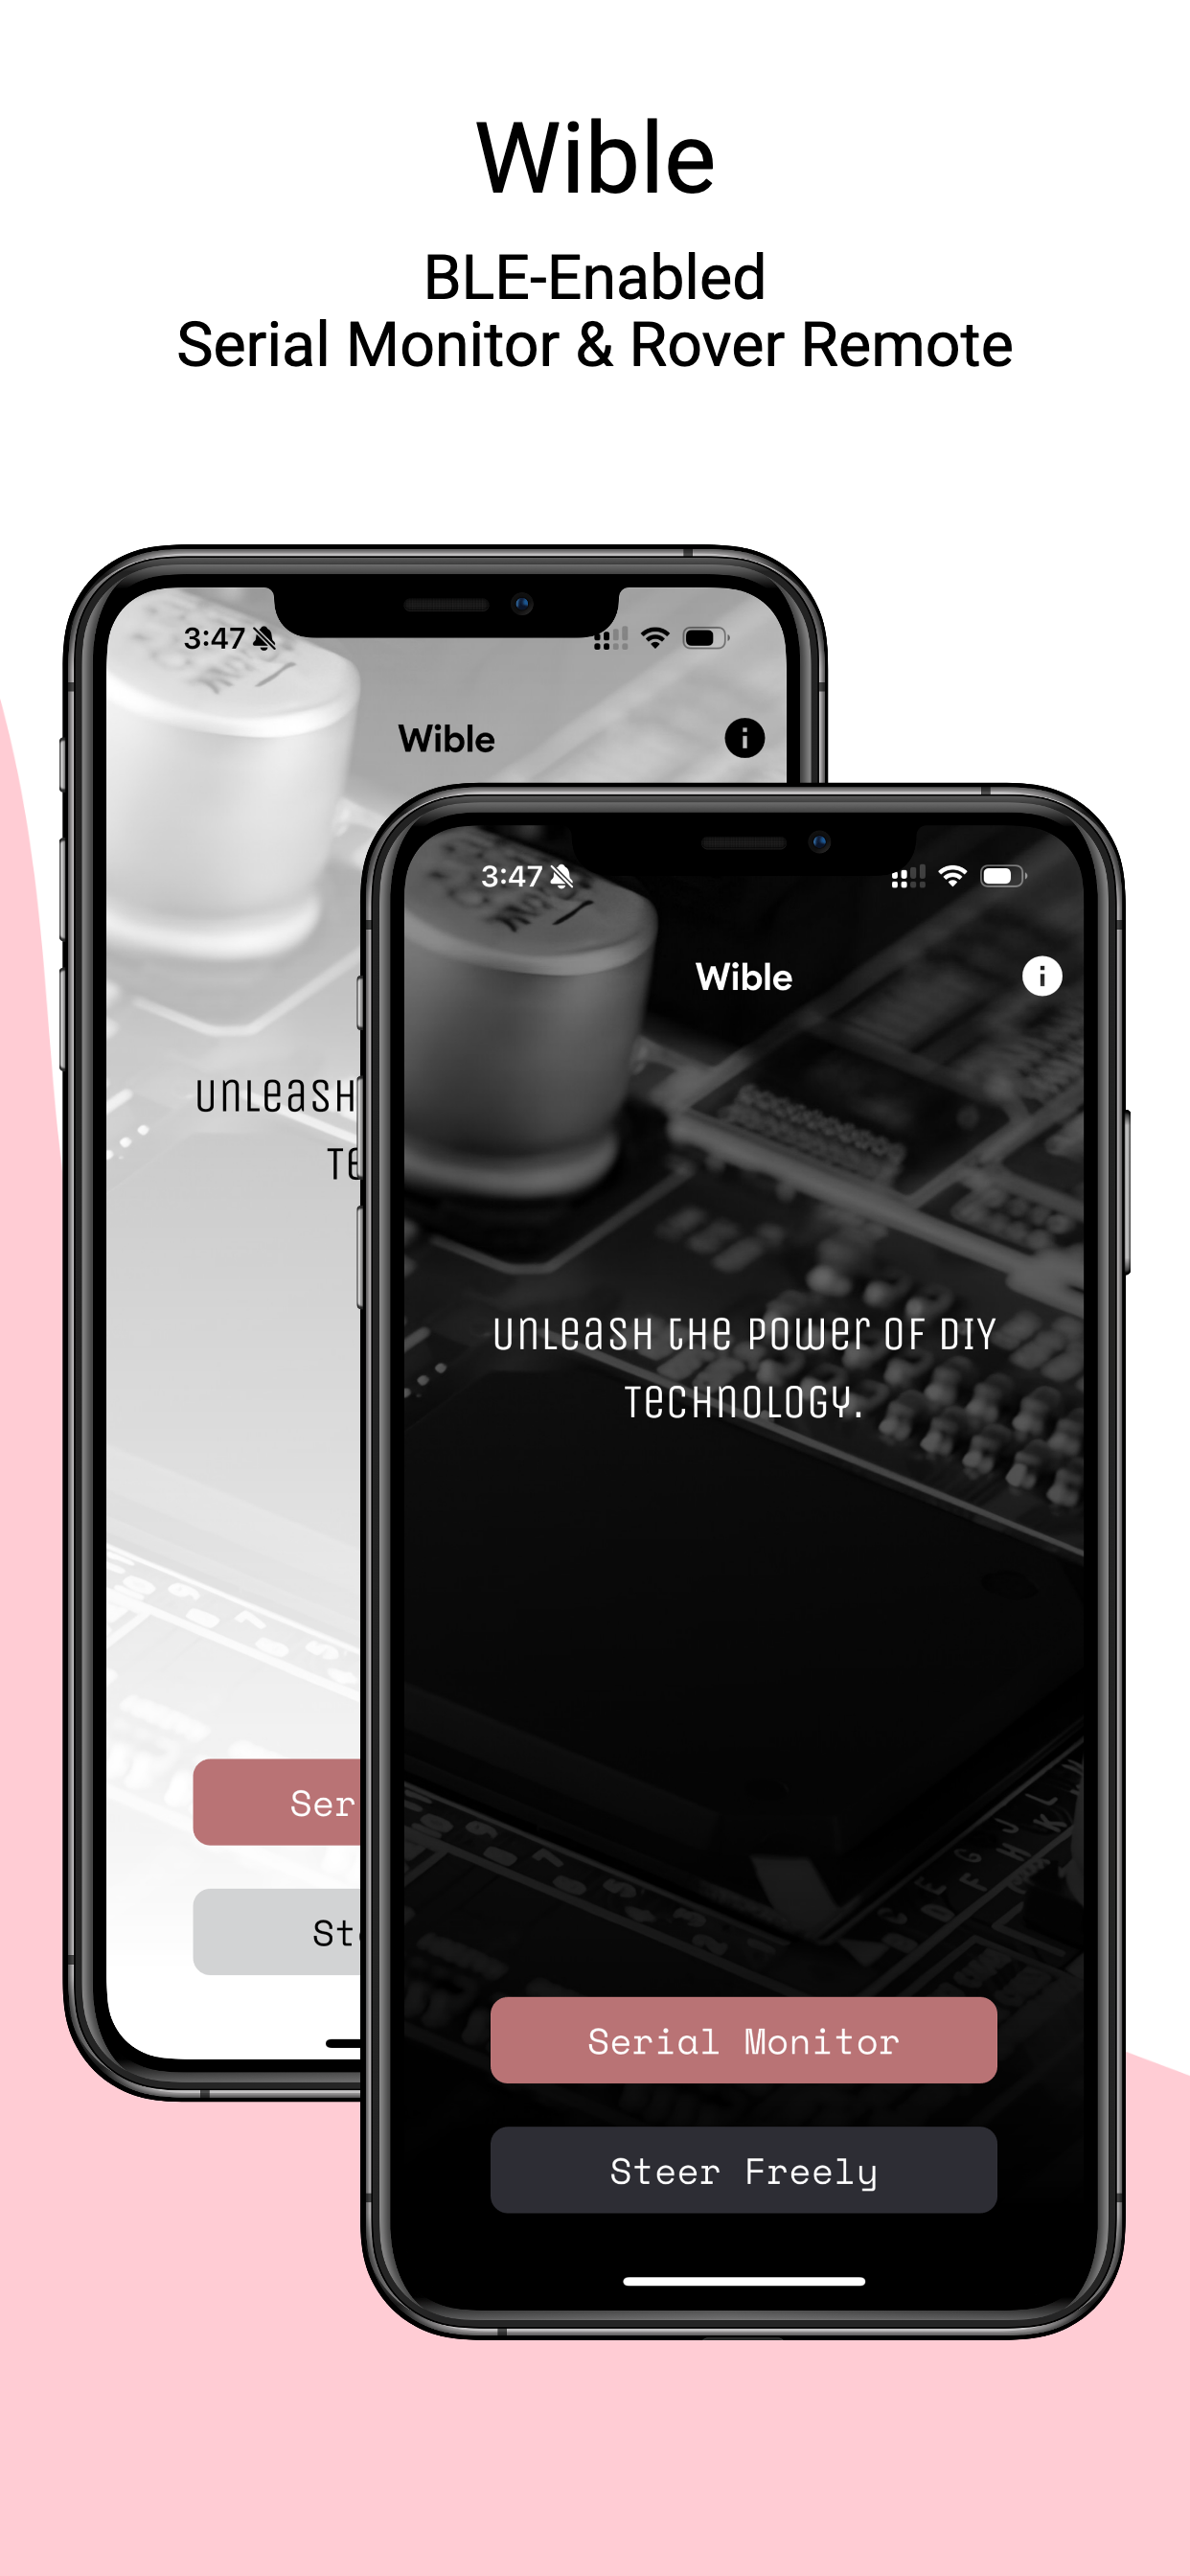 Wible
BLE-Enabled
Serial Monitor & Rover Remote
3:47
Wible
unleash
Te
Ser
Ste
3:47
Wible
unleash the power of DIY
Technology.
Serial Monitor
Steer Freely